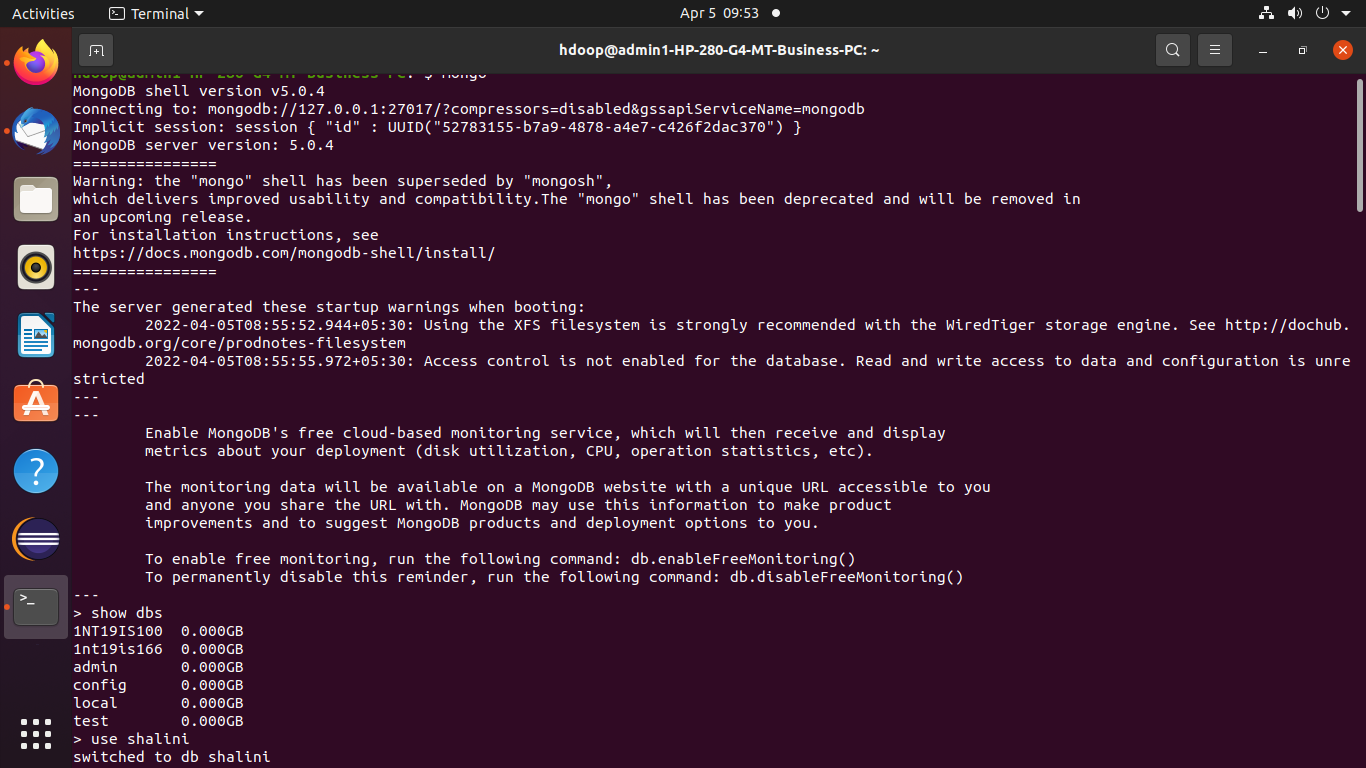 Activities
Terminal
Apr 5 09:53
hdoop@admin1-HP-280-G4-MT-Business-PC: ~
hdoop@admin1-HP-280-G4-MT-Business-PC:~$ mongo
MongoDB shell version v5.0.4
connecting to: mongodb://127.0.0.1:27017/?compressors=disabled&gssapiServiceName=mongodb
Implicit session: session { "id" : UUID("52783155-b7a9-4878-a4e7-c426f2dac370") }
MongoDB server version: 5.0.4
================
Warning: the "mongo" shell has been superseded by "mongosh",
which delivers improved usability and compatibility.The "mongo" shell has been deprecated and will be removed in
an upcoming release.
For installation instructions, see
https://docs.mongodb.com/mongodb-shell/install/
================
---
The server generated these startup warnings when booting:
2022-04-05T08:55:52.944+05:30: Using the XFS filesystem is strongly recommended with the WiredTiger storage engine. See http://dochub.
mongodb.org/core/prodnotes-filesystem
2022-04-05T08:55:55.972+05:30: Access control is not enabled for the database. Read and write access to data and configuration is unre
stricted
---
---
Enable MongoDB's free cloud-based monitoring service, which will then receive and display
metrics about your deployment (disk utilization, CPU, operation statistics, etc).
The monitoring data will be available on a MongoDB website with a unique URL accessible to you
and anyone you share the URL with. MongoDB may use this information to make product
improvements and to suggest MongoDB products and deployment options to you.
To enable free monitoring, run the following command: db.enableFreeMonitoring()
To permanently disable this reminder, run the following command: db.disableFreeMonitoring()
---
> show dbs
1NT19IS100  0.000GB
1nt19is166  0.000GB
admin       0.000GB
config      0.000GB
local       0.000GB
test        0.000GB
> use shalini
switched to db shalini